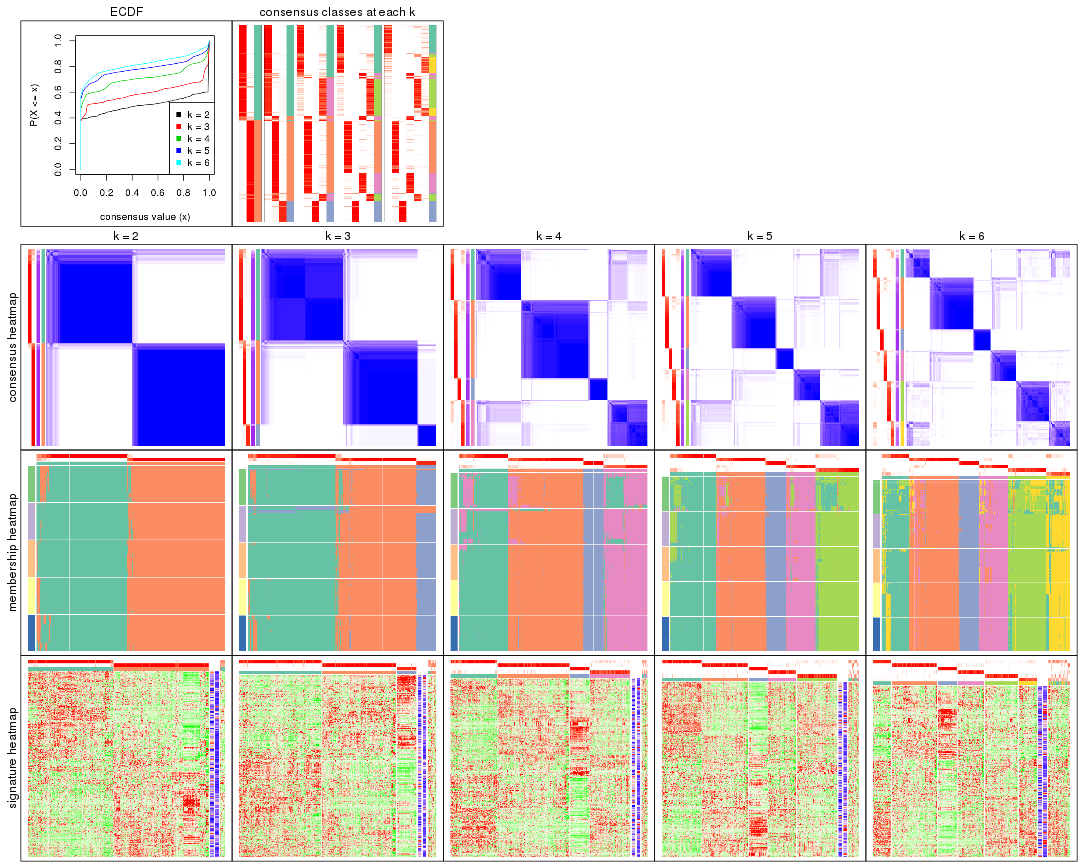 ECDF
consensus classes at each k
P(X <= x)
0.0 0.2 0.4 0.6 0.8 1.0
k = 2
k = 3
k = 4
k = 5
k = 6
0.0 0.2 0.4 0.6 0.8 1.0
consensus value (x)
k = 2
k = 3
k = 4
k = 5
k = 6
consensus heatmap
membership heatmap
signature heatmap